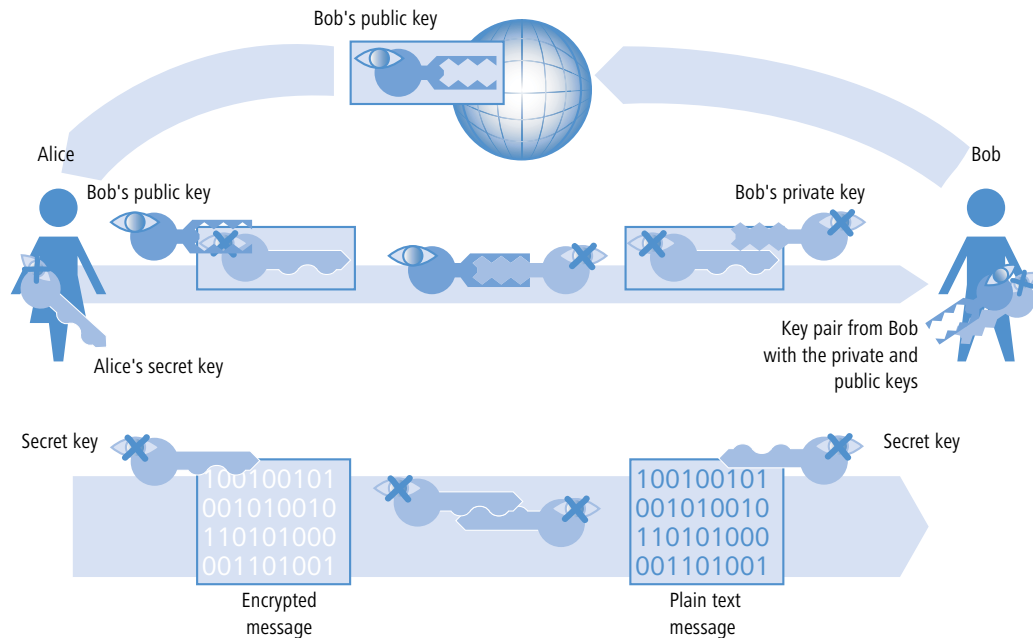 Bob's public key
Alice
Bob
Bob's public key
Bob's private key
Alice's secret key
Key pair from Bob
with the private and
public keys
Secret key
Secret key
100100101
001010010
110101000
001101001
100100101
001010010
110101000
001101001
Encrypted
message
Plain text
message